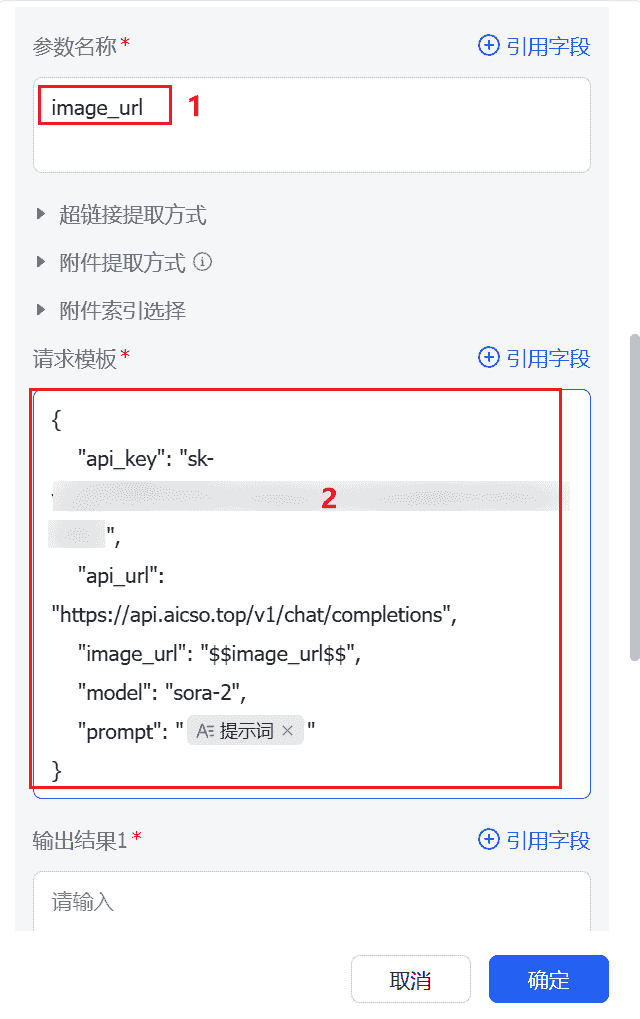 参数名称* 引用字段
image_url 1
超链接提取方式
附件提取方式
附件索引选择
请求模板* 引用字段
{
"api_key": "sk-
2
",
"api_url":
"https://api.aicso.top/v1/chat/completions",
"image_url": "$$image_url$$",
"model": "sora-2",
"prompt": " 提示词 × "
}
输出结果1* 引用字段
请输入
取消 确定